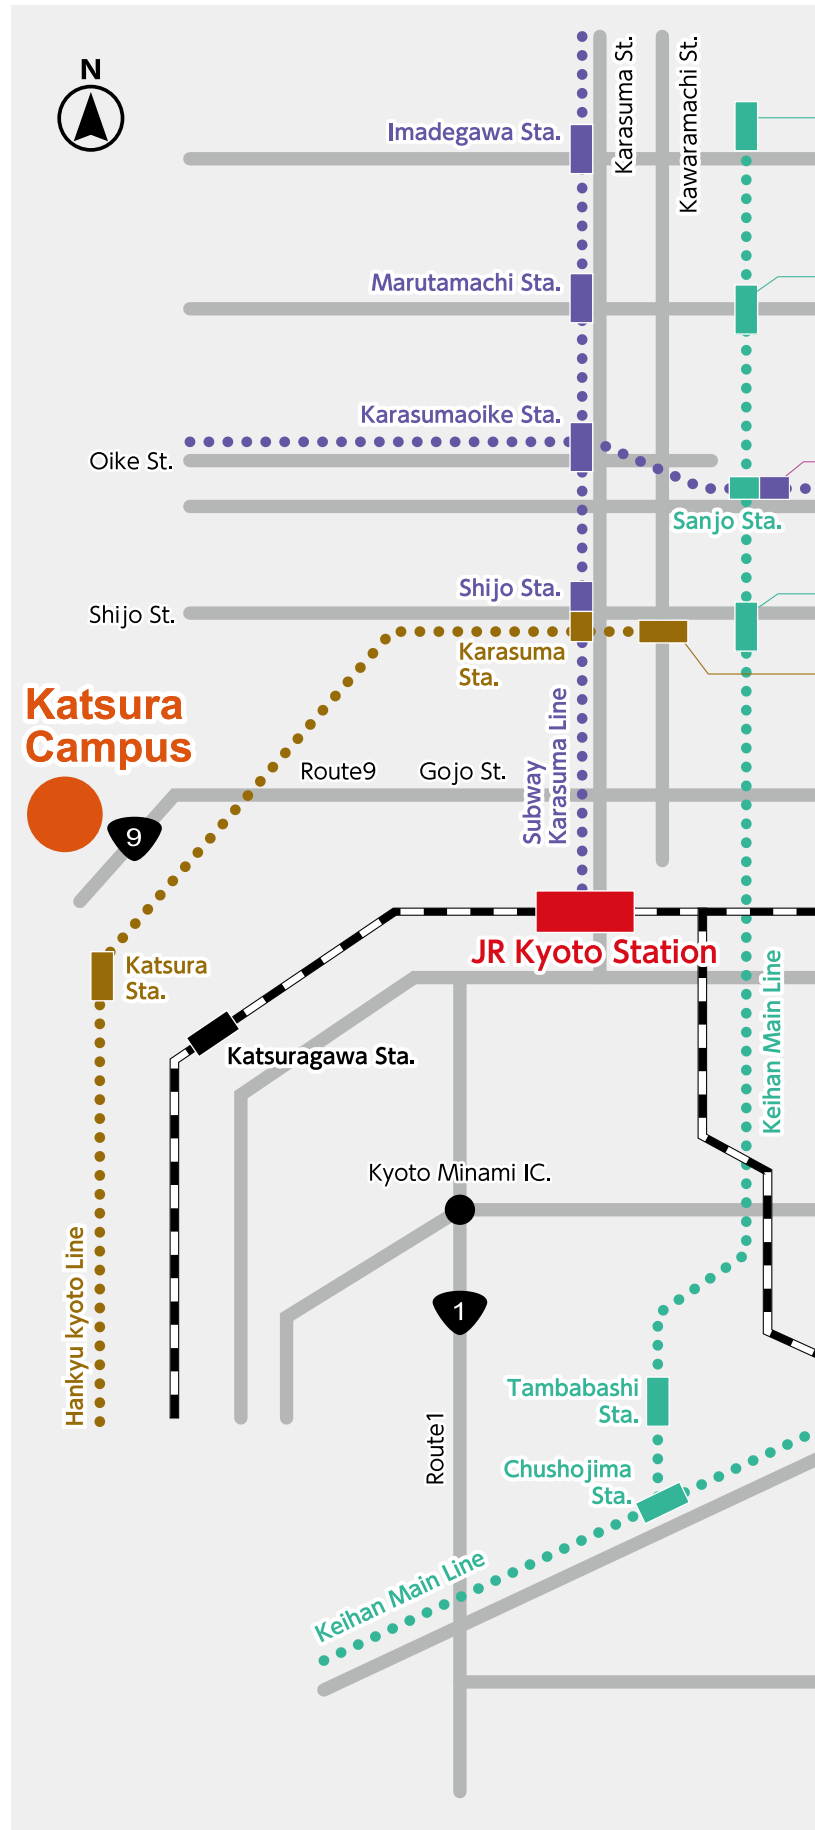 N
Karasuma St.
Kawaramachi St.
Imadegawa Sta.
Marutamachi Sta.
Karasumaoike Sta.
Oike St.
Sanjo Sta.
Shijo Sta.
Shijo St.
Karasuma
Sta.
Katsura
Campus
Subway
Karasuma Line
Route9
Gojo St.
9
JR Kyoto Station
Katsura
Sta.
Keihan Main Line
Katsuragawa Sta.
Kyoto Minami IC.
Hankyu kyoto Line
1
Tambabashi
Sta.
Route1
Chushojima
Sta.
Keihan Main Line